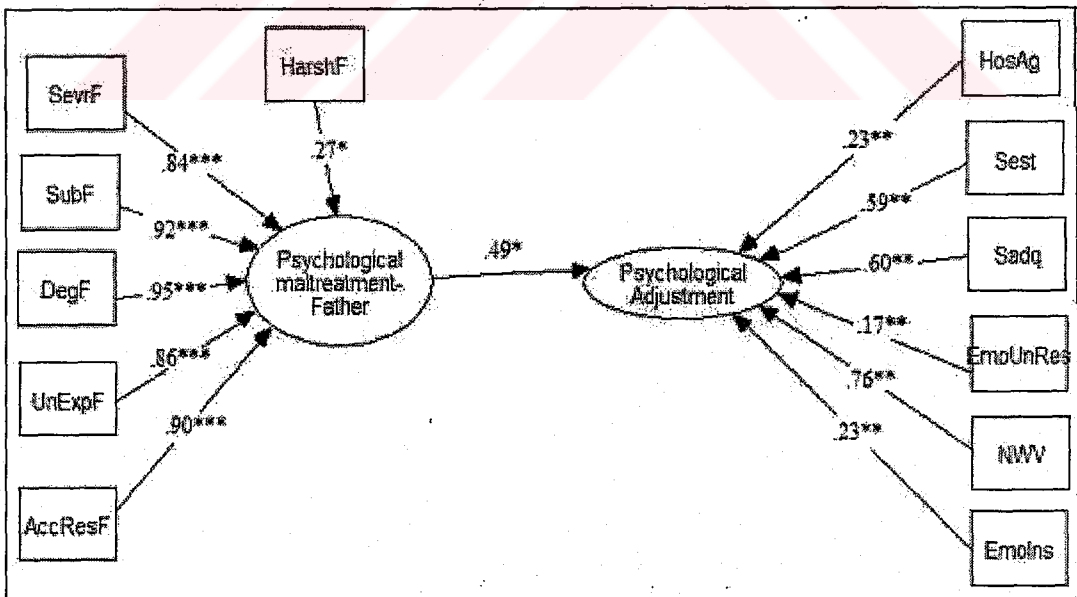 HarshF
SevrF
.27*
.84***
SubF
.92***
DegF
.95***
Psychological
maltreatment-
Father
UnExpF
.86***
AccResF
.90***
.49*
Psychological
Adjustment
HosAg
.23**
Sest
.59**
Sadq
.60**
EmoUnRes
.17**
NWV
.76**
EmoIns
.23**